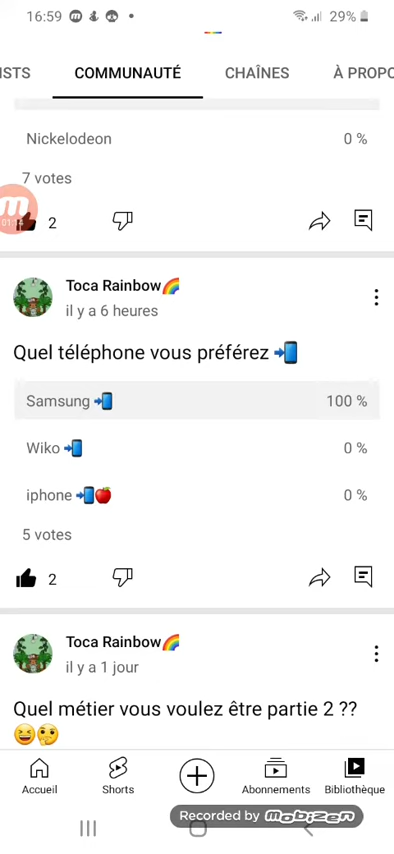 16:59 29%
ISTS COMMUNAUTÉ CHAÎNES À PROPO
Nickelodeon 0 %
7 votes
01:14 2
Toca Rainbow🌈
il y a 6 heures
Quel téléphone vous préférez 📲
Samsung 📲 100 %
Wiko 📲 0 %
iphone 📲🍎 0 %
5 votes
2
Toca Rainbow🌈
il y a 1 jour
Quel métier vous voulez être partie 2 ??
😆🤔
Accueil Shorts Abonnements Bibliothèque
Recorded by mobizen